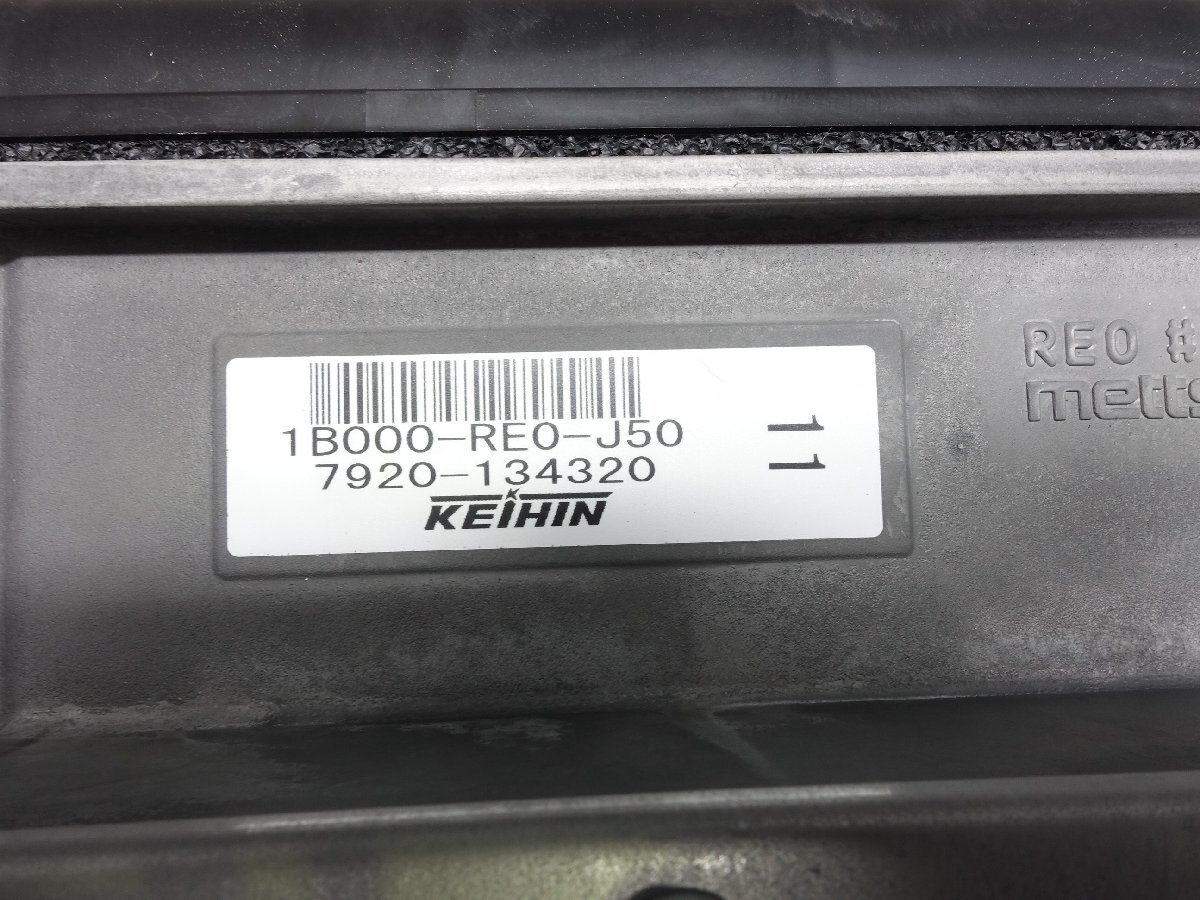 1B000-RE0-J50
7920-134320
KEIHIN
11
RE0 #